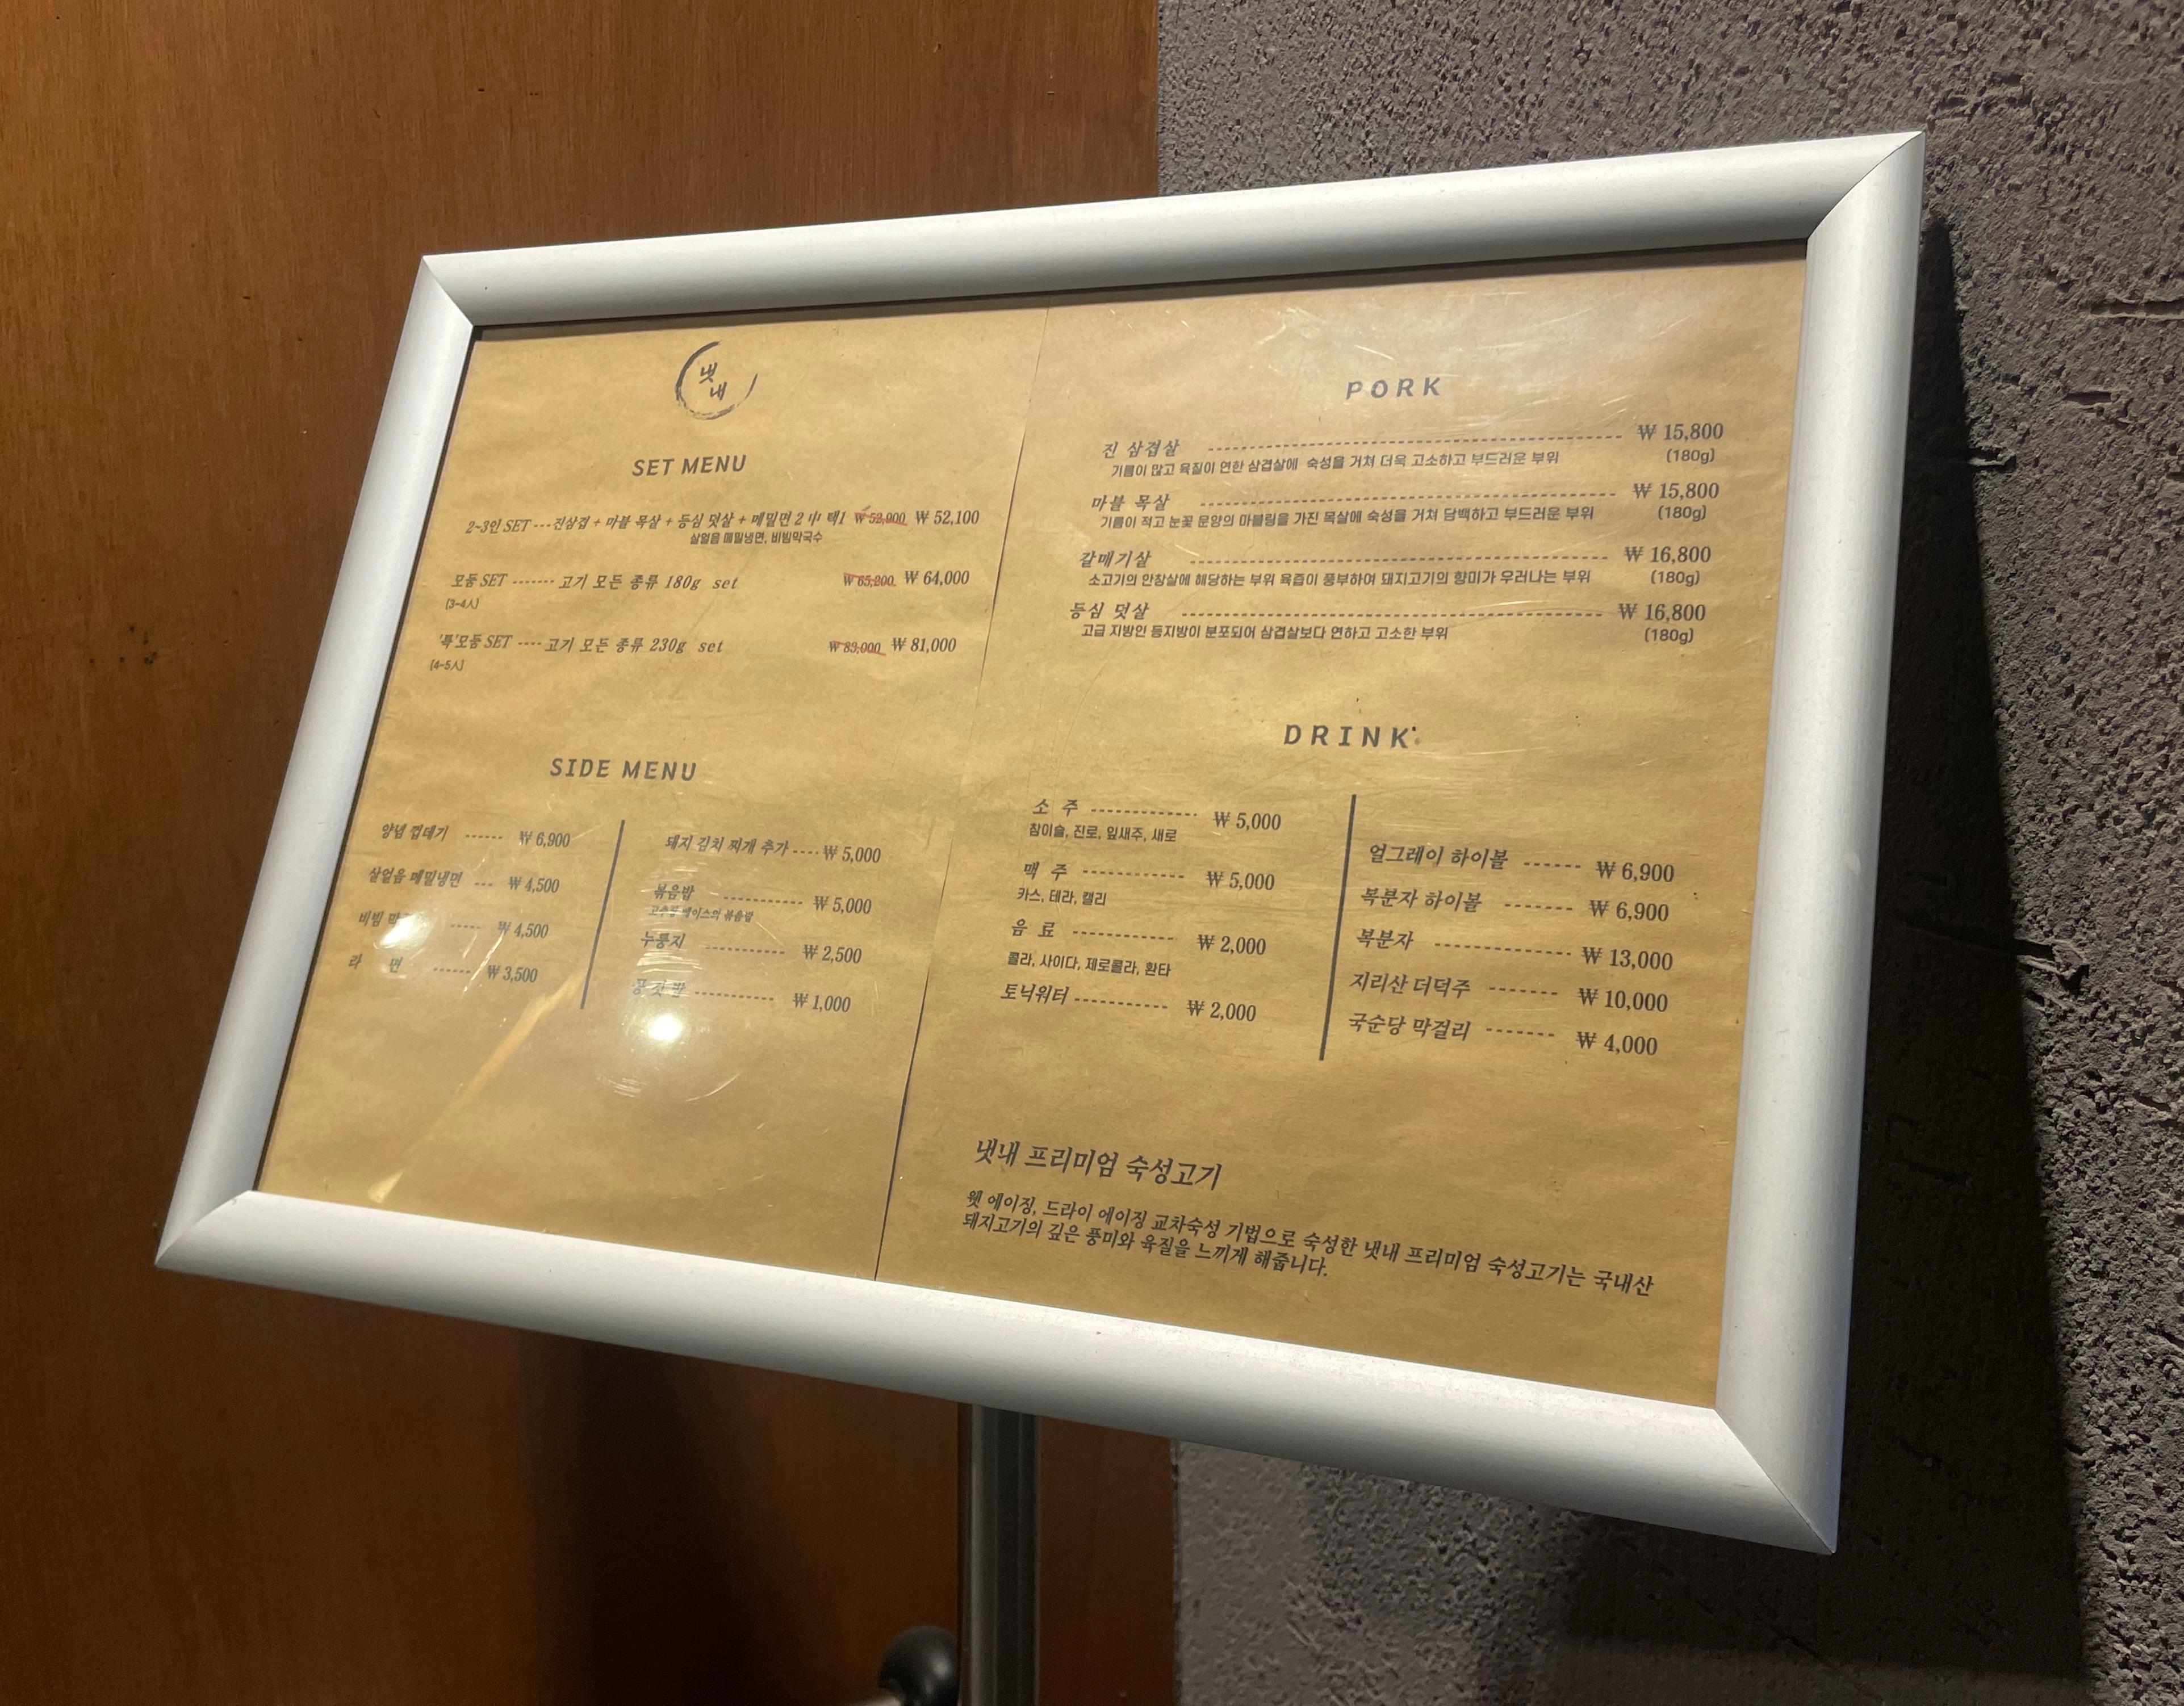 냇내
SET MENU
2~3인 SET --- 진삼겹 + 마블 목살 + 등심 덧살 + 메밀면 2 中 택1 ₩ 52,900 ₩ 52,100
살얼음 메밀냉면, 비빔막국수
모둠 SET ------- 고기 모든 종류 180g set ₩ 65,200 ₩ 64,000
(3-4人)
'특'모둠 SET ---- 고기 모든 종류 230g set ₩ 83,000 ₩ 81,000
(4-5人)
SIDE MENU
양념 껍데기 ------ ₩ 6,900
살얼음 메밀냉면 --- ₩ 4,500
비빔 ----- ₩ 4,500
라 면 ------ ₩ 3,500
돼지 김치 찌개 추가 ---- ₩ 5,000
볶음밥 ------------ ₩ 5,000
베이스의 볶음밥
누룽지 ------------ ₩ 2,500
공깃밥 ------------ ₩ 1,000
PORK
진 삼겹살 ---------- ₩ 15,800
기름이 많고 육질이 연한 삼겹살에 숙성을 거쳐 더욱 고소하고 부드러운 부위 (180g)
마블 목살 ---------- ₩ 15,800
기름이 적고 눈꽃 문양의 마블링을 가진 목살에 숙성을 거쳐 담백하고 부드러운 부위 (180g)
갈매기살 ---------- ₩ 16,800
소고기의 안창살에 해당하는 부위 육즙이 풍부하여 돼지고기의 향미가 우러나는 부위 (180g)
등심 덧살 ---------- ₩ 16,800
고급 지방인 등지방이 분포되어 삼겹살보다 연하고 고소한 부위 (180g)
DRINK
소 주 ------------- ₩ 5,000
참이슬, 진로, 잎새주, 새로
맥 주 ------------- ₩ 5,000
카스, 테라, 켈리
음 료 ------------- ₩ 2,000
콜라, 사이다, 제로콜라, 환타
토닉워터 ------------ ₩ 2,000
얼그레이 하이볼 ------ ₩ 6,900
복분자 하이볼 ------- ₩ 6,900
복분자 -------------- ₩ 13,000
지리산 더덕주 ------- ₩ 10,000
국순당 막걸리 ------- ₩ 4,000
냇내 프리미엄 숙성고기
웻 에이징, 드라이 에이징 교차숙성 기법으로 숙성한 냇내 프리미엄 숙성고기는 국내산
돼지고기의 깊은 풍미와 육질을 느끼게 해줍니다.